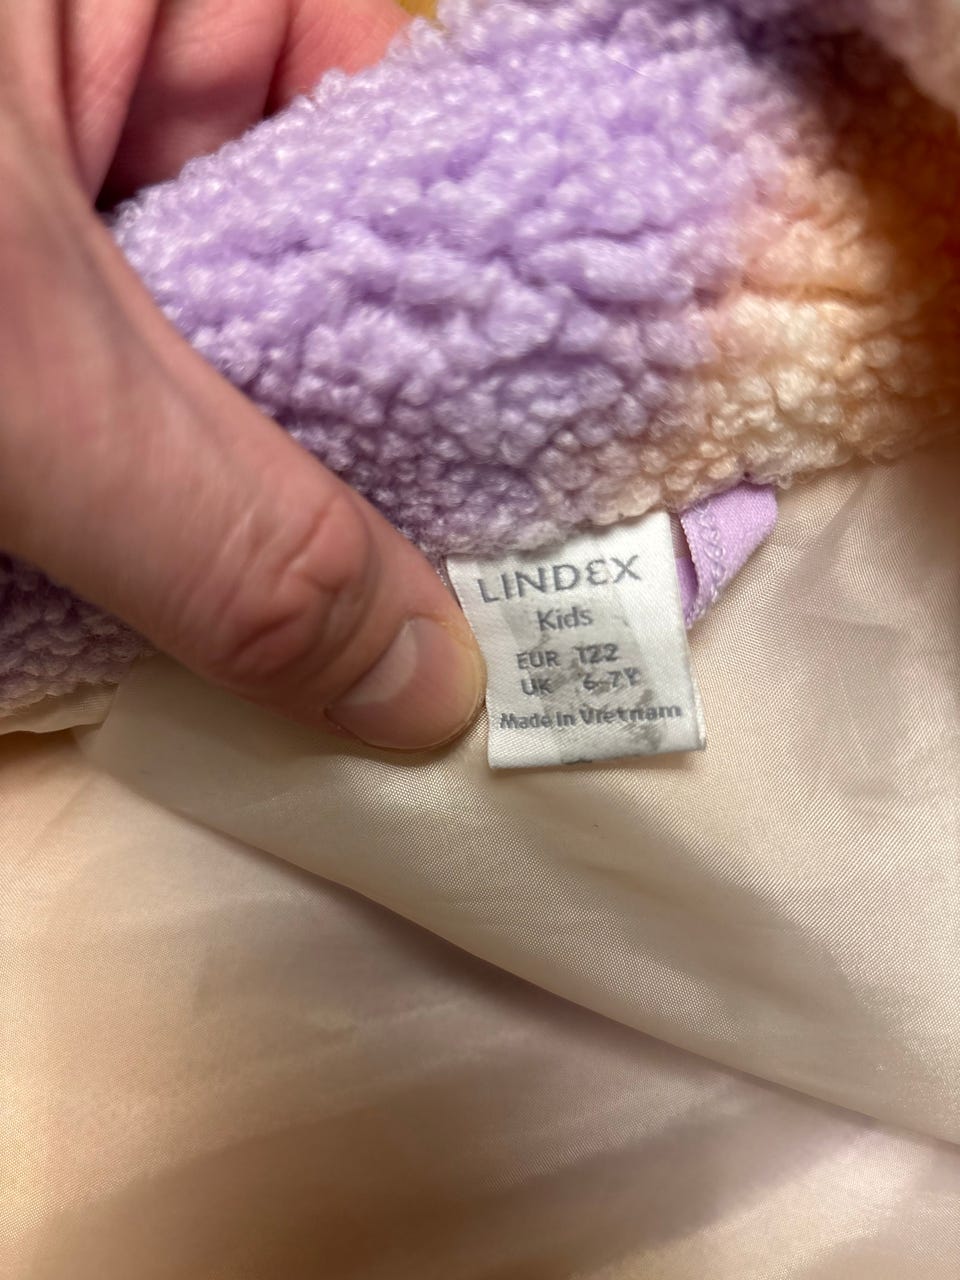 LINDEX
Kids
EUR 122
UK 6-7Y
Made in Vietnam